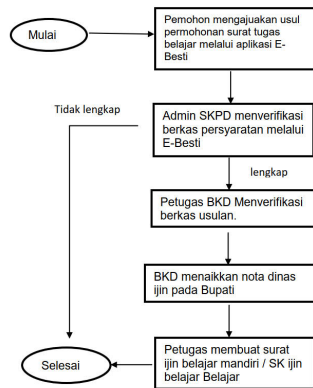 Mulai
Pemohon mengajuakan usul
permohonan surat tugas
belajar melalui aplikasi E-
Besti
Tidak lengkap
Admin SKPD menverifikasi
berkas persyaratan melalui
E-Besti
lengkap
Petugas BKD Menverifikasi
berkas usulan.
BKD menaikkan nota dinas
ijin pada Bupati
Selesai
Petugas membuat surat
ijin belajar mandiri / SK ijin
belajar Belajar